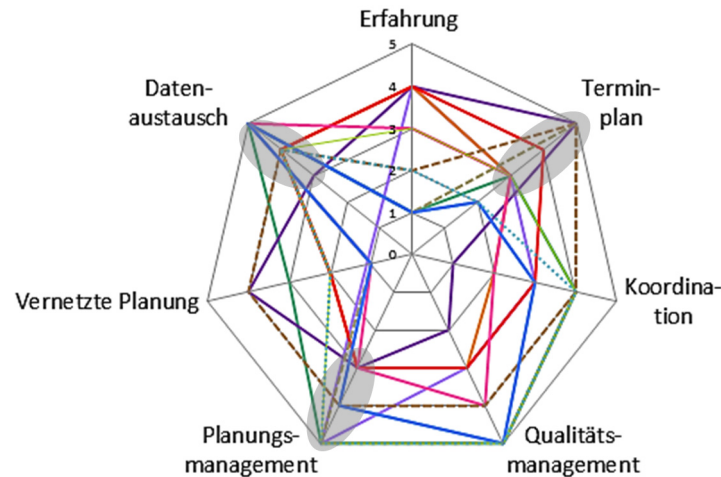 Erfahrung
5
4
3
2
1
0
Termin-
plan
Koordina-
tion
Qualitäts-
management
Planungs-
management
Vernetzte Planung
Daten-
austausch